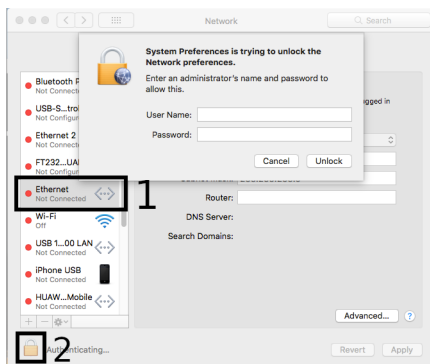 Network
Search
System Preferences is trying to unlock the
Network preferences.
Enter an administrator's name and password to
allow this.
User Name:
Password:
Cancel
Unlock
Bluetooth
Not Connecte
USB-S...tro
Not Configur
Ethernet 2
Not Connecte
FT232...UA
Not Configur
Ethernet
Not Connected
1
Wi-Fi
Off
USB 1...00 LAN
Not Connected
iPhone USB
Not Connected
HUAW...Mobile
Not Connected
ugged in
Router:
DNS Server:
Search Domains:
Advanced...
?
2
Authenticating...
Revert
Apply